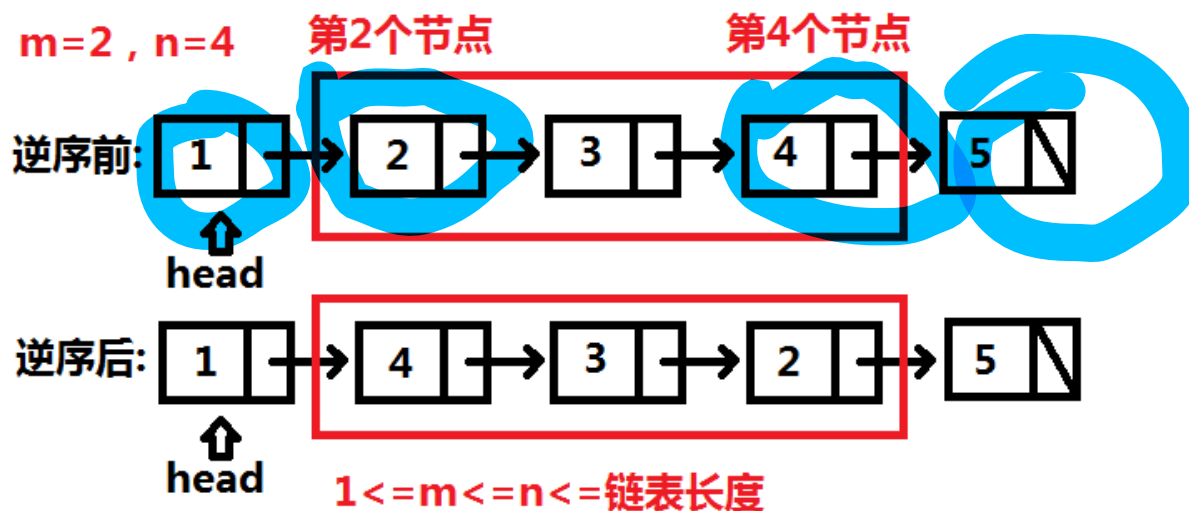 m=2，n=4
第2个节点
第4个节点
逆序前: 1 2 3 4 5
head
逆序后: 1 4 3 2 5
head
1<=m<=n<=链表长度